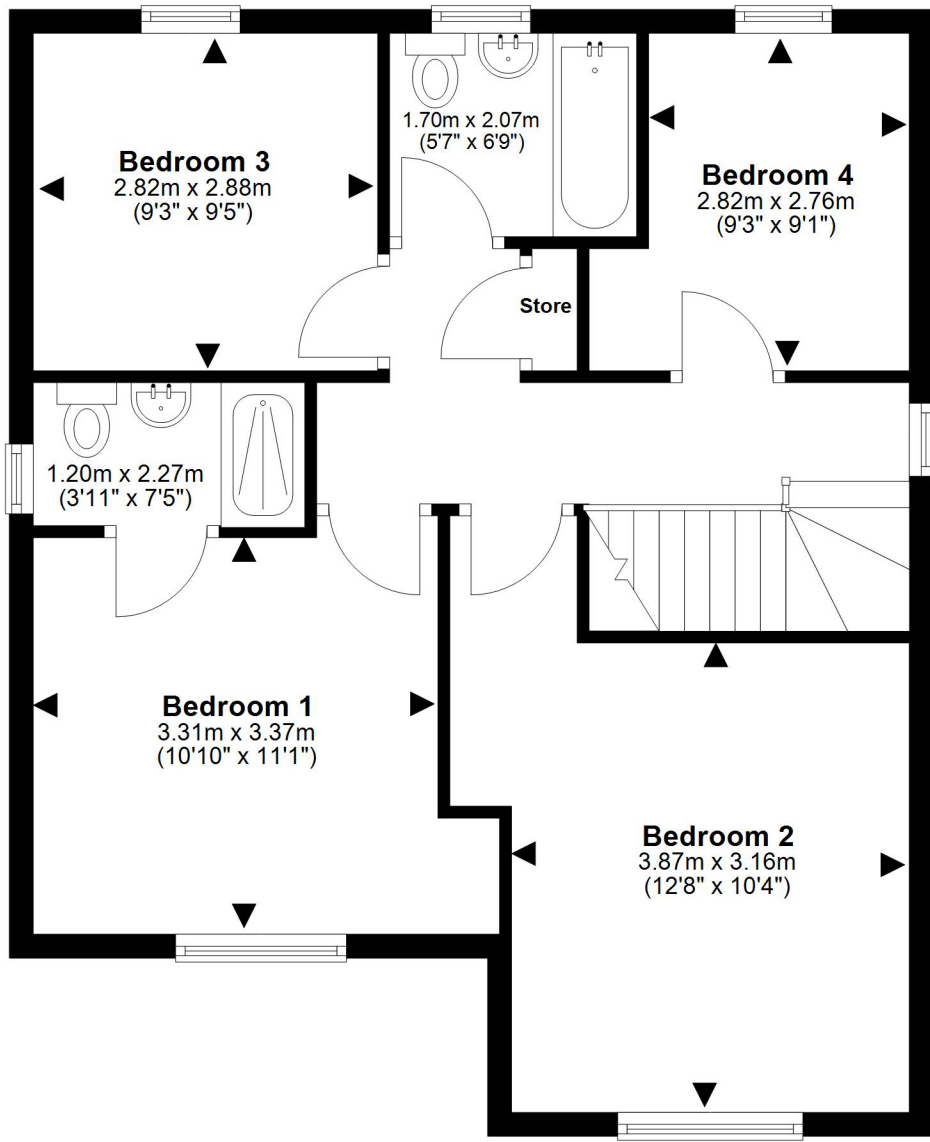 1.70m x 2.07m
(5'7" x 6'9")
Bedroom 3
2.82m x 2.88m
(9'3" x 9'5")
Bedroom 4
2.82m x 2.76m
(9'3" x 9'1")
Store
1.20m x 2.27m
(3'11" x 7'5")
Bedroom 1
3.31m x 3.37m
(10'10" x 11'1")
Bedroom 2
3.87m x 3.16m
(12'8" x 10'4")